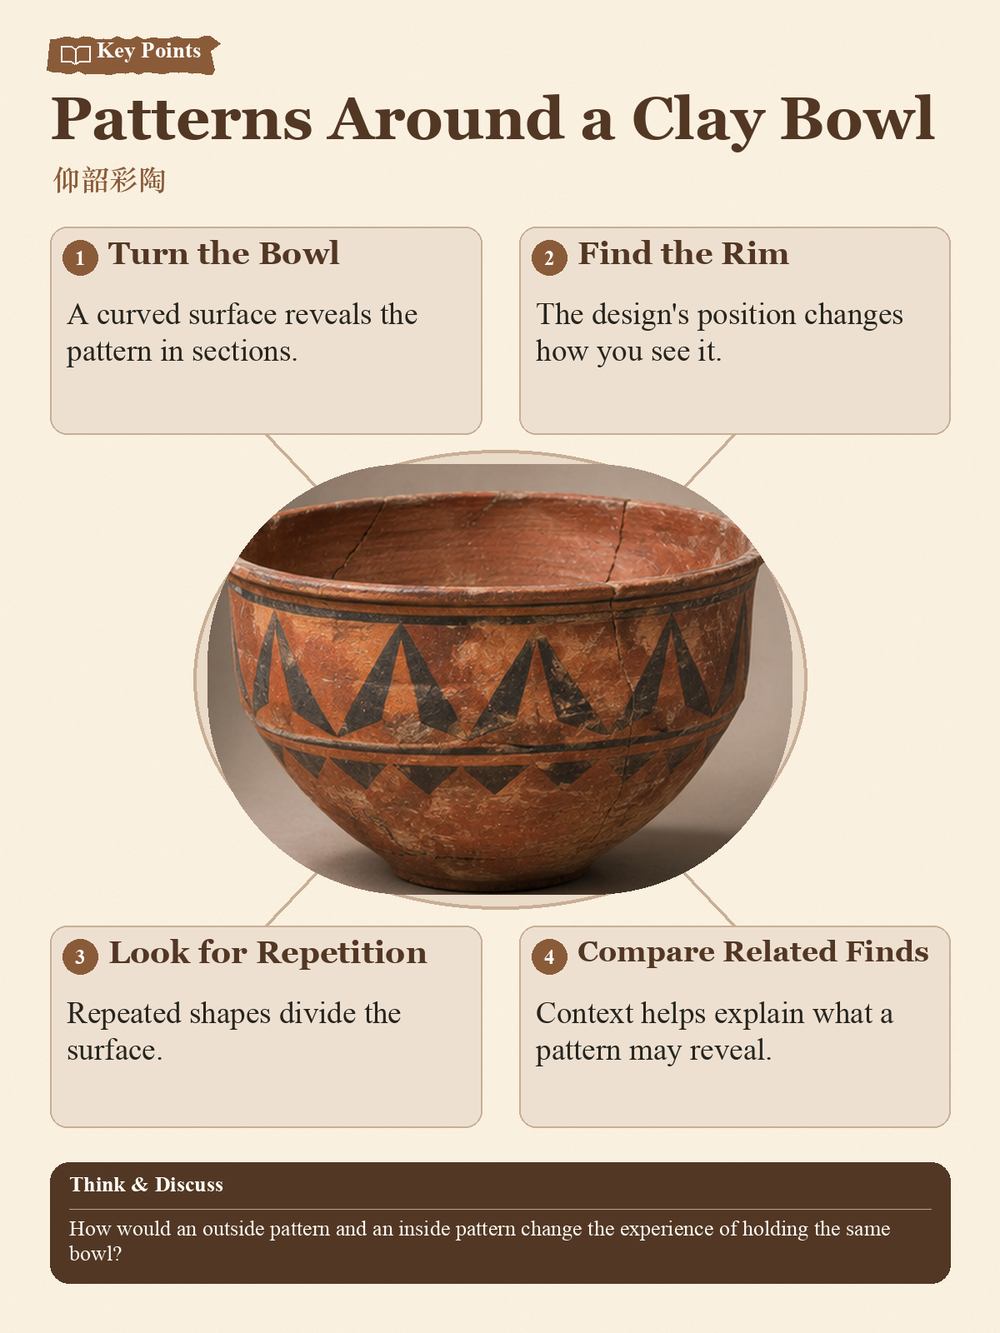 Key Points
Patterns Around a Clay Bowl
仰韶彩陶
1 Turn the Bowl
A curved surface reveals the
pattern in sections.
2 Find the Rim
The design's position changes
how you see it.
3 Look for Repetition
Repeated shapes divide the
surface.
4 Compare Related Finds
Context helps explain what a
pattern may reveal.
Think & Discuss
How would an outside pattern and an inside pattern change the experience of holding the same
bowl?